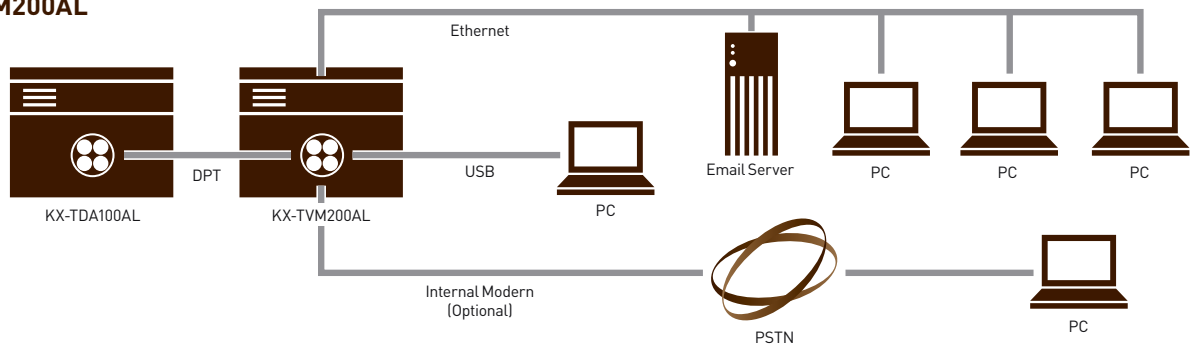 M200AL
Ethernet
DPT
USB
Email Server
PC
PC
PC
KX-TDA100AL
KX-TVM200AL
PC
Internal Modern
(Optional)
PSTN
PC